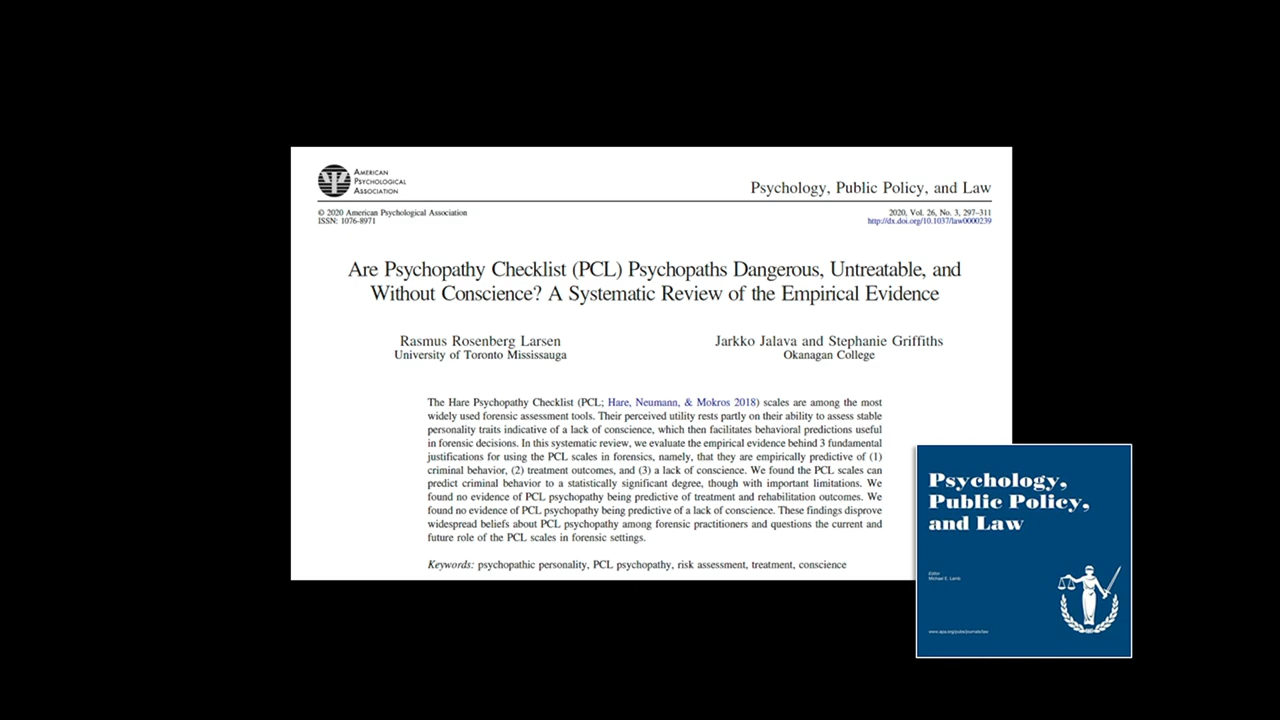 AMERICAN
PSYCHOLOGICAL
ASSOCIATION
Psychology, Public Policy, and Law
© 2020 American Psychological Association
ISSN: 1076-8971
2020, Vol. 26, No. 3, 297–311
http://dx.doi.org/10.1037/law0000239
Are Psychopathy Checklist (PCL) Psychopaths Dangerous, Untreatable, and
Without Conscience? A Systematic Review of the Empirical Evidence
Rasmus Rosenberg Larsen
University of Toronto Mississauga
Jarkko Jalava and Stephanie Griffiths
Okanagan College
The Hare Psychopathy Checklist (PCL; Hare, Neumann, & Mokros 2018) scales are among the most
widely used forensic assessment tools. Their perceived utility rests partly on their ability to assess stable
personality traits indicative of a lack of conscience, which then facilitates behavioral predictions useful
in forensic decisions. In this systematic review, we evaluate the empirical evidence behind 3 fundamental
justifications for using the PCL scales in forensics, namely, that they are empirically predictive of (1)
criminal behavior, (2) treatment outcomes, and (3) a lack of conscience. We found the PCL scales can
predict criminal behavior to a statistically significant degree, though with important limitations. We
found no evidence of PCL psychopathy being predictive of treatment and rehabilitation outcomes. We
found no evidence of PCL psychopathy being predictive of a lack of conscience. These findings disprove
widespread beliefs about PCL psychopathy among forensic practitioners and questions the current and
future role of the PCL scales in forensic settings.
Keywords: psychopathic personality, PCL psychopathy, risk assessment, treatment, conscience
Psychology,
Public Policy,
and Law
Editor
Michael E. Lamb
www.apa.org/pubs/journals/law